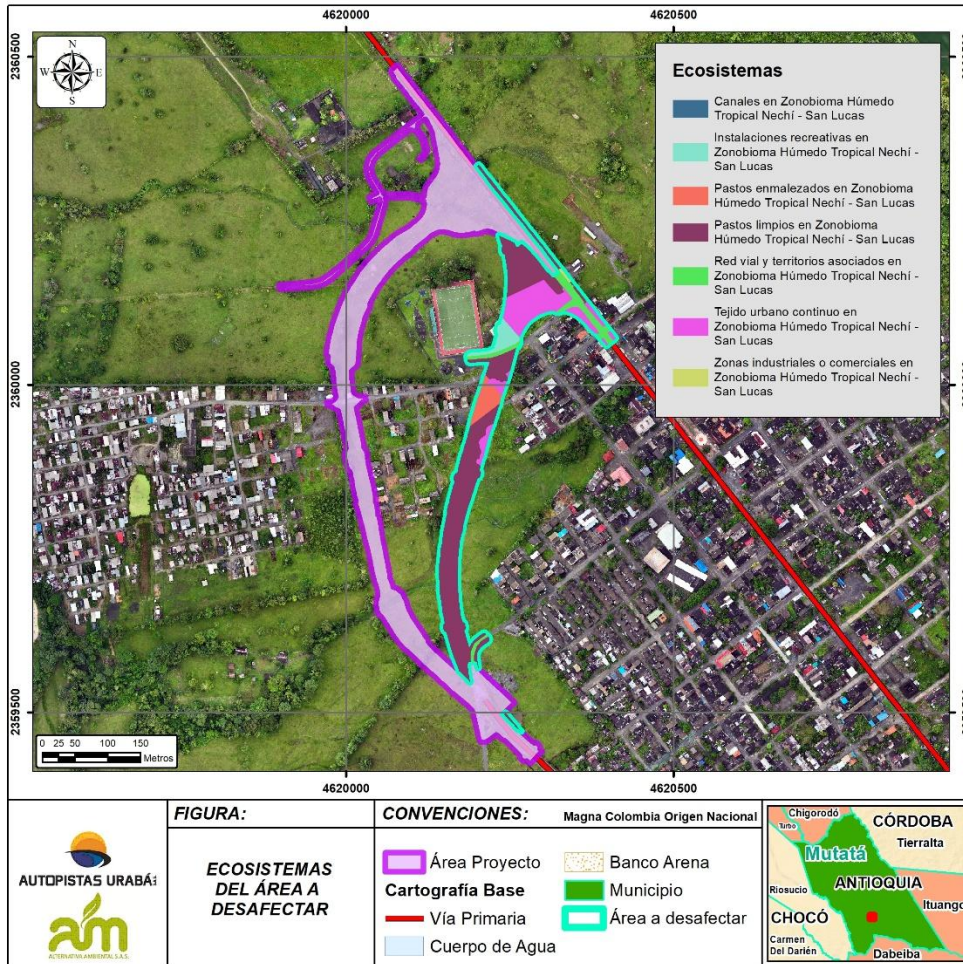 4620000
4620500
2360500
N
W
E
S
Ecosistemas
Canales en Zonobioma Húmedo
Tropical Nechí - San Lucas
Instalaciones recreativas en
Zonobioma Húmedo Tropical Nechí -
San Lucas
Pastos enmalezados en Zonobioma
Húmedo Tropical Nechí - San Lucas
Pastos limpios en Zonobioma
Húmedo Tropical Nechí - San Lucas
Red vial y territorios asociados en
Zonobioma Húmedo Tropical Nechí -
San Lucas
Tejido urbano continuo en
Zonobioma Húmedo Tropical Nechí -
San Lucas
Zonas industriales o comerciales en
Zonobioma Húmedo Tropical Nechí -
San Lucas
2360000
2359500
0 25 50 100 150
Metros
4620000
4620500
AUTOPISTAS URABÁ
am
ALTERNATIVA AMBIENTAL S.A.S.
FIGURA:
ECOSISTEMAS
DEL ÁREA A
DESAFECTAR
CONVENCIONES:
Magna Colombia Origen Nacional
Área Proyecto
Cartografía Base
Vía Primaria
Cuerpo de Agua
Banco Arena
Municipio
Área a desafectar
Chigorodó
CÓRDOBA
Turbo
Tierralta
Mutatá
ANTIOQUIA
Riosucio
Ituango
CHOCÓ
Carmen
Del Darién
Dabeiba